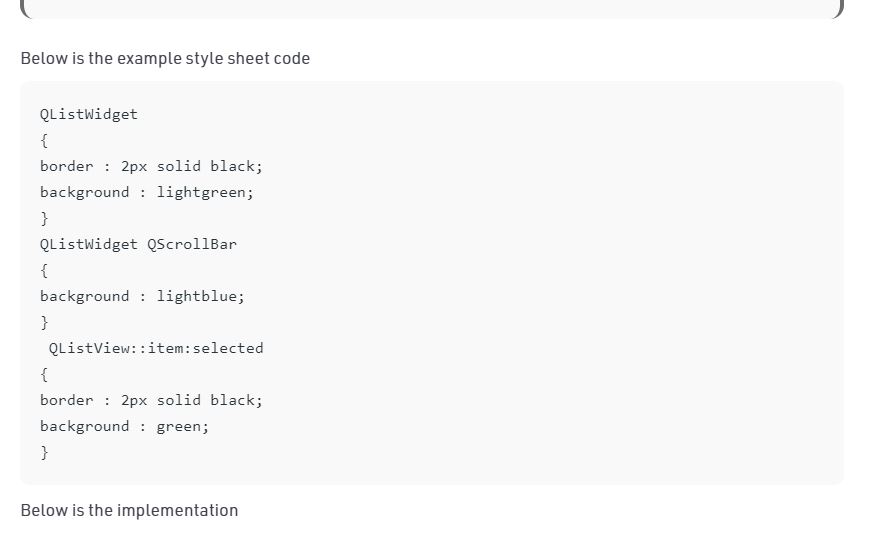 Below is the example style sheet code
QListWidget
{
border : 2px solid black;
background : lightgreen;
}
QListWidget QScrollBar
{
background : lightblue;
}
QListView::item:selected
{
border : 2px solid black;
background : green;
}
Below is the implementation